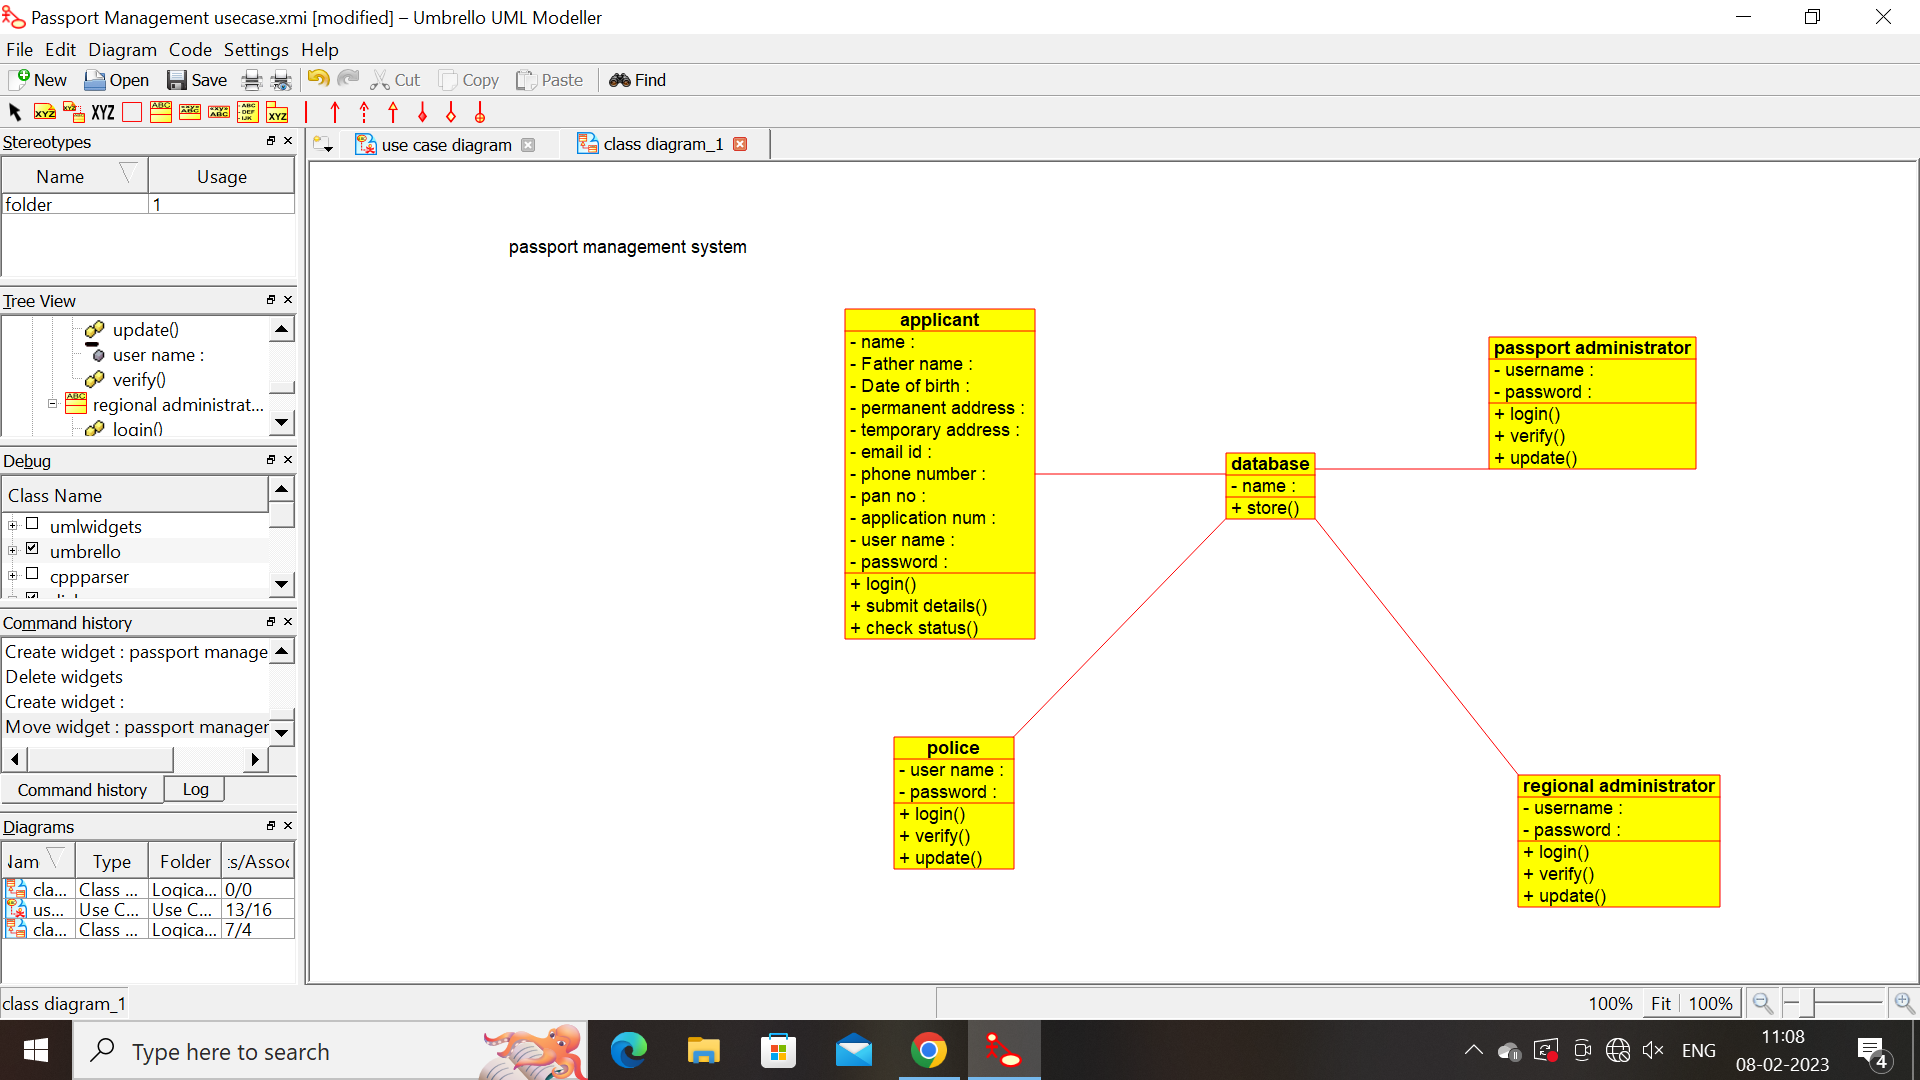 Passport Management usecase.xmi [modified] – Umbrello UML Modeller
File Edit Diagram Code Settings Help
New Open Save Cut Copy Paste Find
XYZ XYZ ABC ABC ABC XYZ
Stereotypes
Name Usage
folder 1
Tree View
update()
user name :
verify()
regional administrat...
login()
Debug
Class Name
umlwidgets
umbrello
cppparser
Command history
Create widget : passport manage
Delete widgets
Create widget :
Move widget : passport manager
Command history Log
Diagrams
Type Folder
cla... Class ... Logica... 0/0
us... Use C... Use C... 13/16
cla... Class ... Logica... 7/4
use case diagram class diagram_1
passport management system
applicant
- name :
- Father name :
- Date of birth :
- permanent address :
- temporary address :
- email id :
- phone number :
- pan no :
- application num :
- user name :
- password :
+ login()
+ submit details()
+ check status()
database
- name :
+ store()
passport administrator
- username :
- password :
+ login()
+ verify()
+ update()
police
- user name :
- password :
+ login()
+ verify()
+ update()
regional administrator
- username :
- password :
+ login()
+ verify()
+ update()
class diagram_1
100% Fit 100%
Type here to search
ENG
11:08
08-02-2023
4